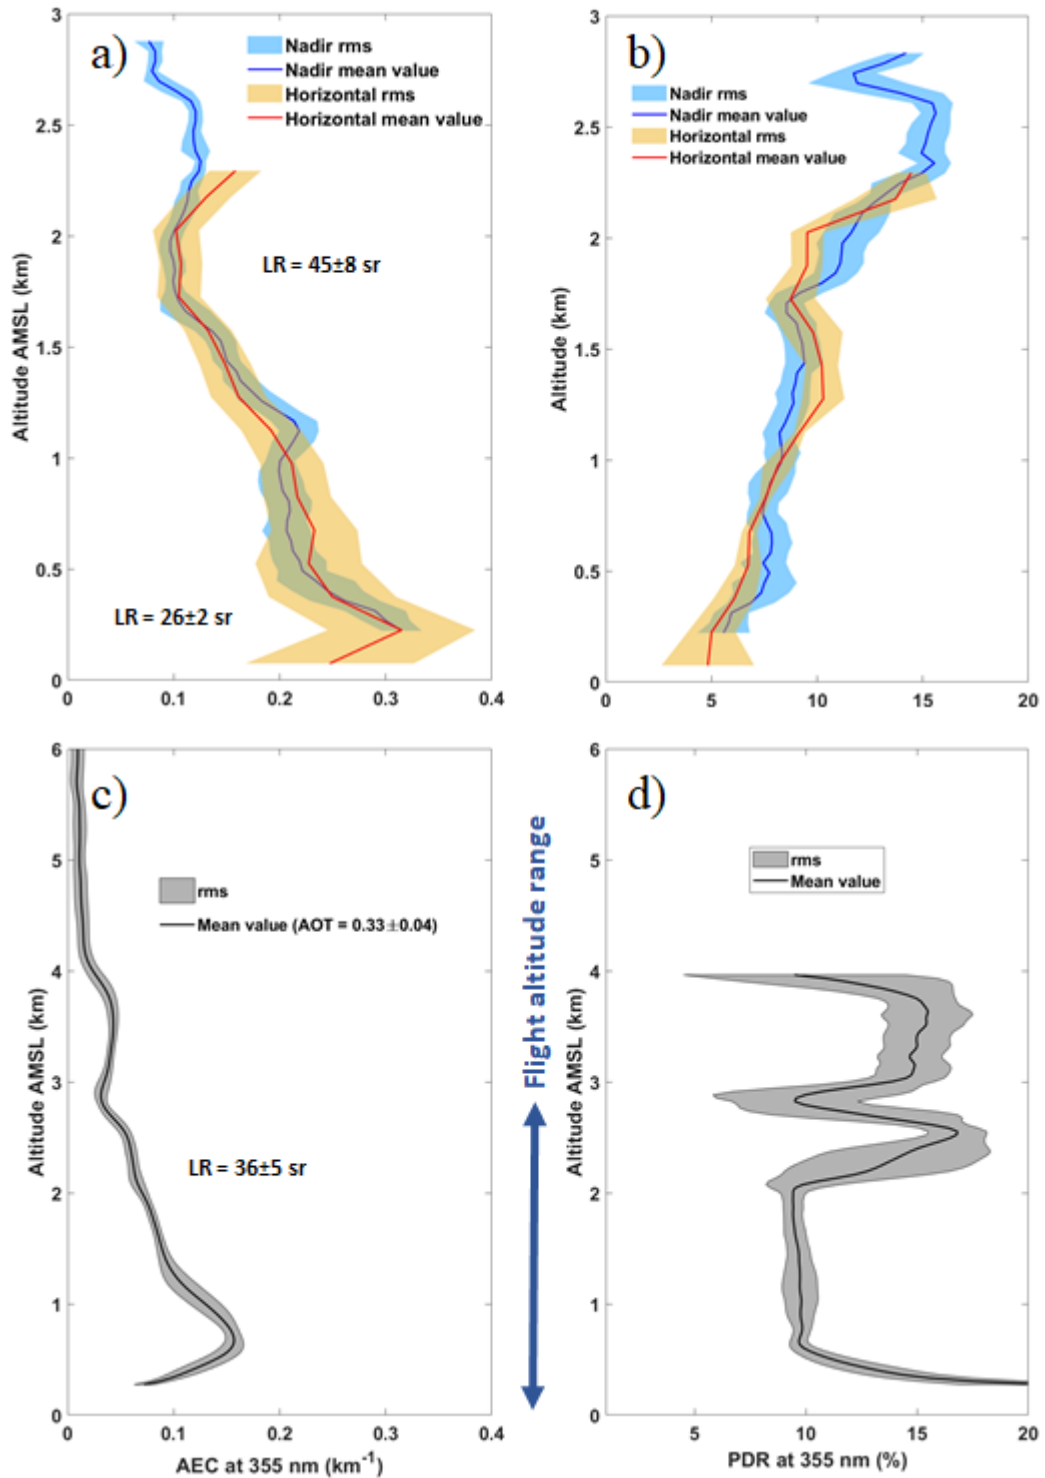 a)
Nadir rms
Nadir mean value
Horizontal rms
Horizontal mean value
LR = 45±8 sr
LR = 26±2 sr
Altitude AMSL (km)
3
2.5
2
1.5
1
0.5
0
0 0.1 0.2 0.3 0.4
b)
Nadir rms
Nadir mean value
Horizontal rms
Horizontal mean value
Altitude (km)
3
2.5
2
1.5
1
0.5
0
0 5 10 15 20
c)
rms
Mean value (AOT = 0.33±0.04)
LR = 36±5 sr
Altitude AMSL (km)
6
5
4
3
2
1
0
0 0.1 0.2 0.3 0.4
AEC at 355 nm (km⁻¹)
Flight altitude range
d)
rms
Mean value
Altitude AMSL (km)
6
5
4
3
2
1
0
5 10 15 20
PDR at 355 nm (%)